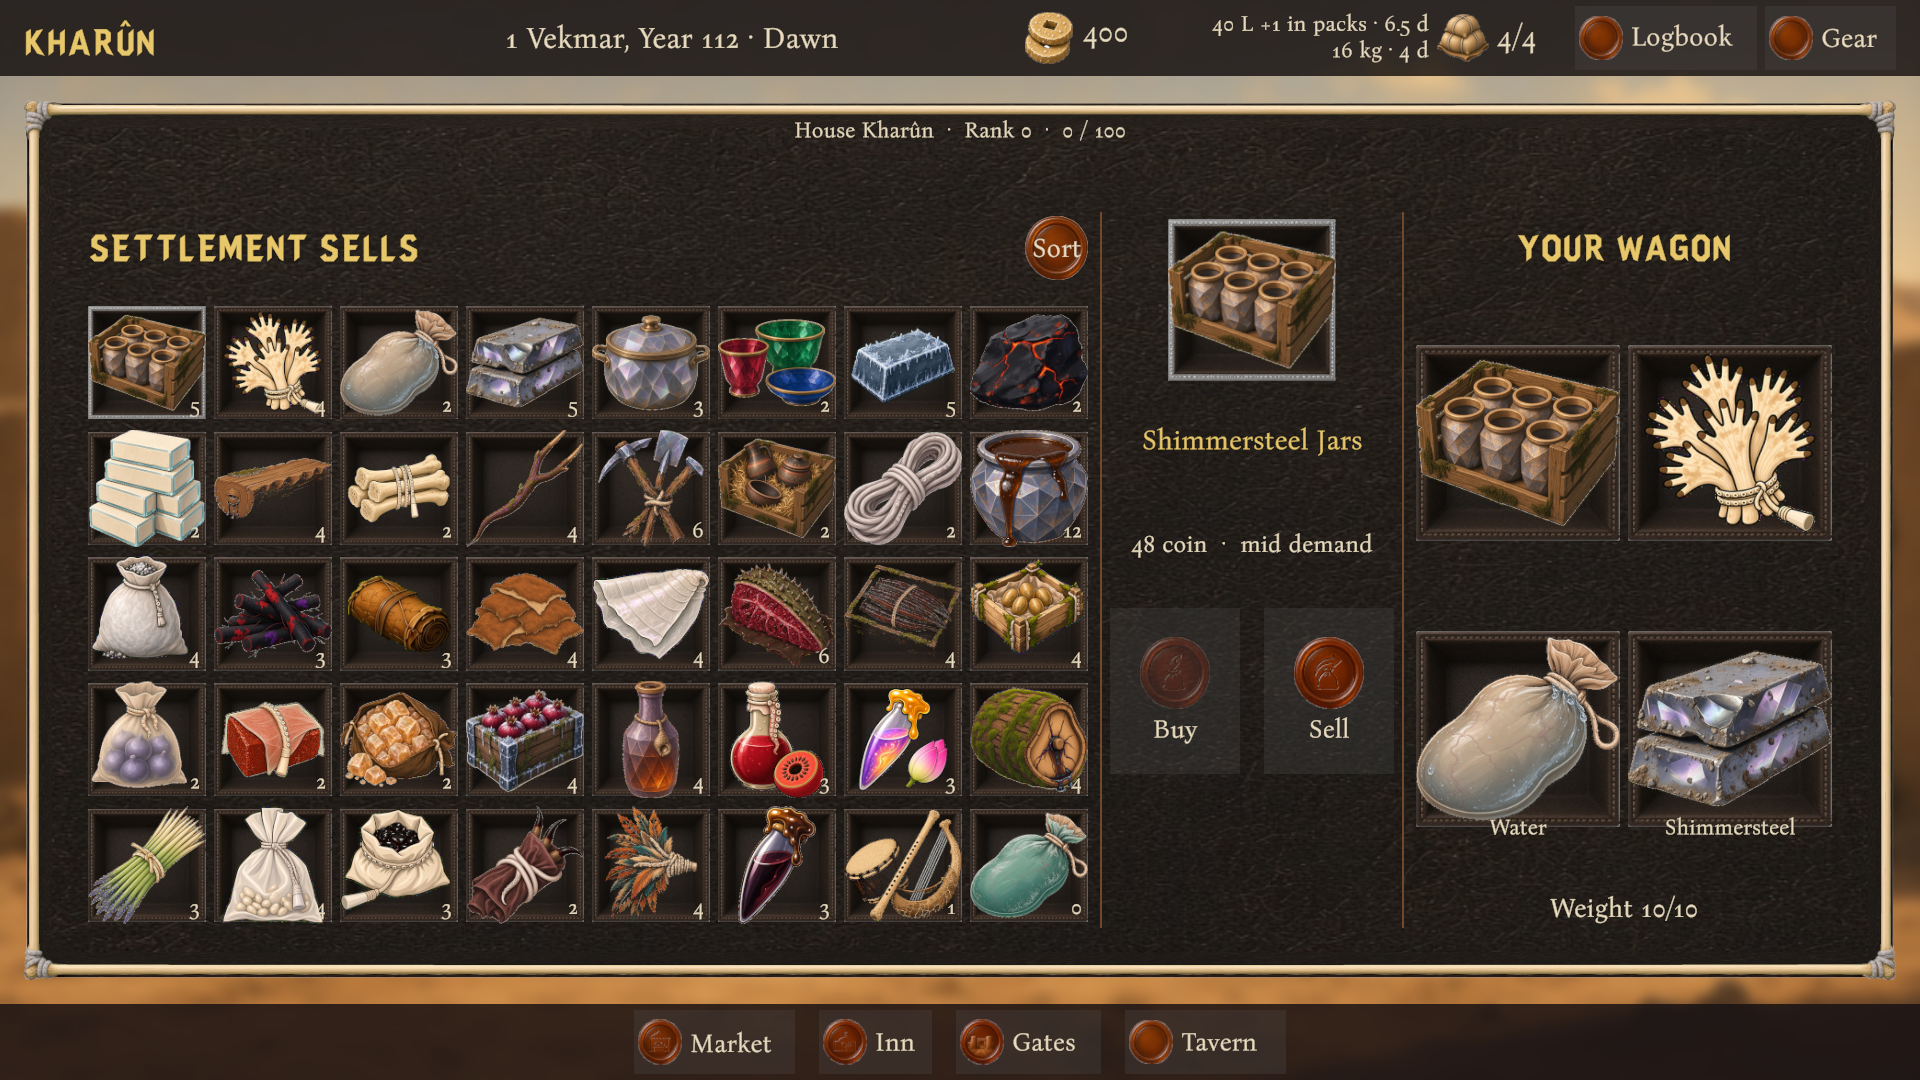 KHARÛN
1 Vekmar, Year 112 · Dawn
400
40 L +1 in packs · 6.5 d
16 kg · 4 d
4/4
Logbook
Gear
House Kharûn · Rank 0 · 0 / 100
SETTLEMENT SELLS
Sort
YOUR WAGON
5 4 2 5 3 2 5 2
2 4 2 4 6 2 2 12
4 3 3 4 4 6 4 4
2 2 2 4 4 3 3 4
3 4 3 2 4 3 1 0
Shimmersteel Jars
48 coin · mid demand
Buy
Sell
Water
Shimmersteel
Weight 10/10
Market
Inn
Gates
Tavern